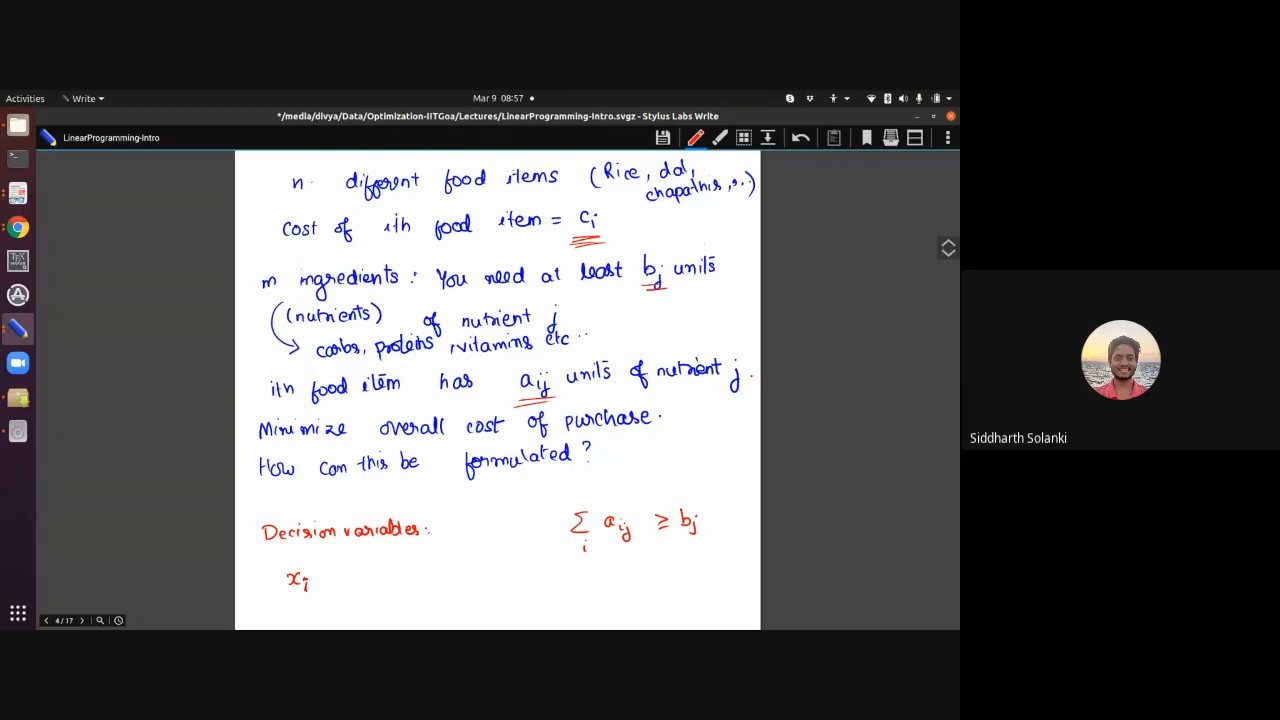 Activities
Write
Mar 9 08:57
*/media/divya/Data/Optimization-IITGoa/Lectures/LinearProgramming-Intro.svgz - Stylus Labs Write
LinearProgramming-Intro
n different food items (Rice, dal,
chapathis, ...)
Cost of ith food item = ci
m ingredients : You need at least bj units
(nutrients) of nutrient j
carbs, proteins, vitamins etc..
ith food item has aij units of nutrient j.
Minimize overall cost of purchase.
How can this be formulated?
Decision variables:
∑i aij ≥ bj
xi
4/17
Siddharth Solanki